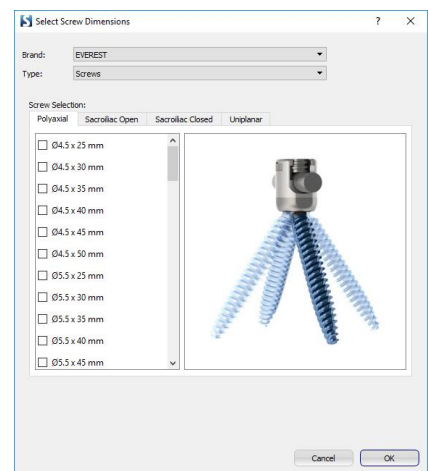 Select Screw Dimensions
Brand: EVEREST
Type: Screws
Screw Selection:
Polyaxial Sacroiliac Open Sacroiliac Closed Uniplanar
Ø4.5 x 25 mm
Ø4.5 x 30 mm
Ø4.5 x 35 mm
Ø4.5 x 40 mm
Ø4.5 x 45 mm
Ø4.5 x 50 mm
Ø5.5 x 25 mm
Ø5.5 x 30 mm
Ø5.5 x 35 mm
Ø5.5 x 40 mm
Ø5.5 x 45 mm
Cancel OK